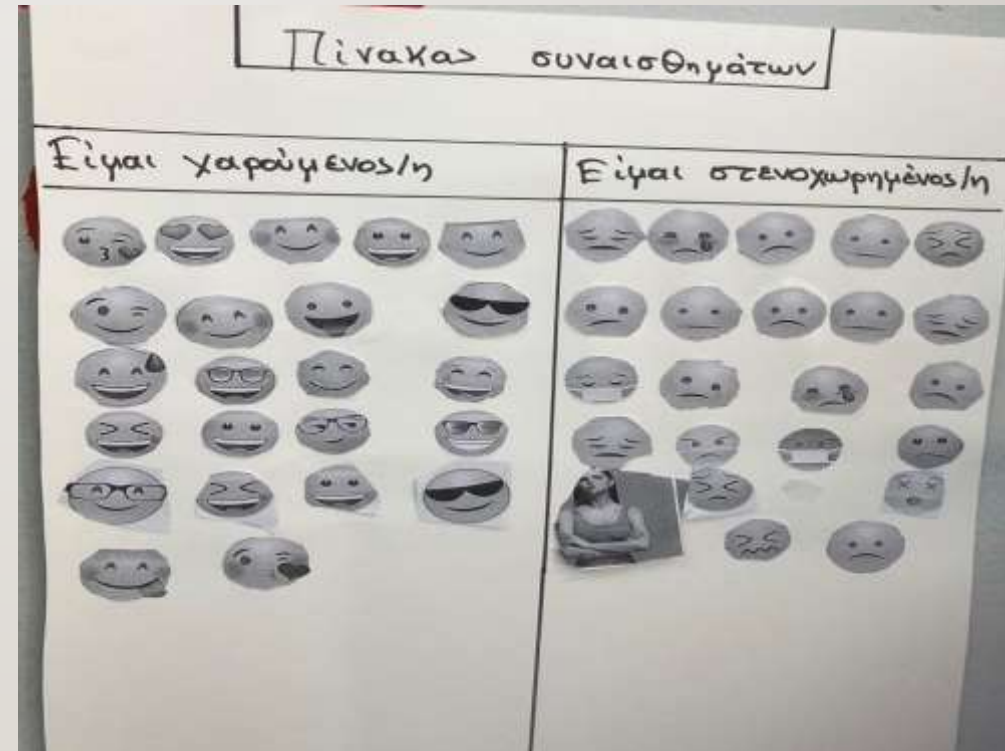 Πίνακας συναισθημάτων
Είμαι χαρούμενος/η
Είμαι στενοχωρημένος/η